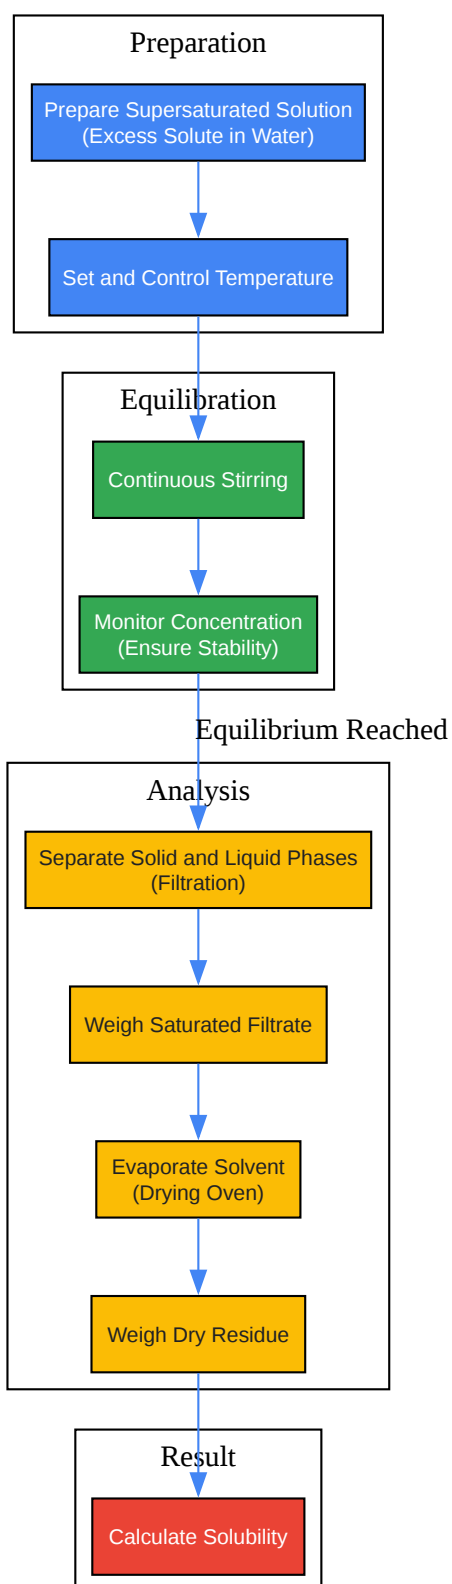 Preparation
Prepare Supersaturated Solution
(Excess Solute in Water)
Set and Control Temperature
Equilibration
Continuous Stirring
Monitor Concentration
(Ensure Stability)
Equilibrium Reached
Analysis
Separate Solid and Liquid Phases
(Filtration)
Weigh Saturated Filtrate
Evaporate Solvent
(Drying Oven)
Weigh Dry Residue
Result
Calculate Solubility